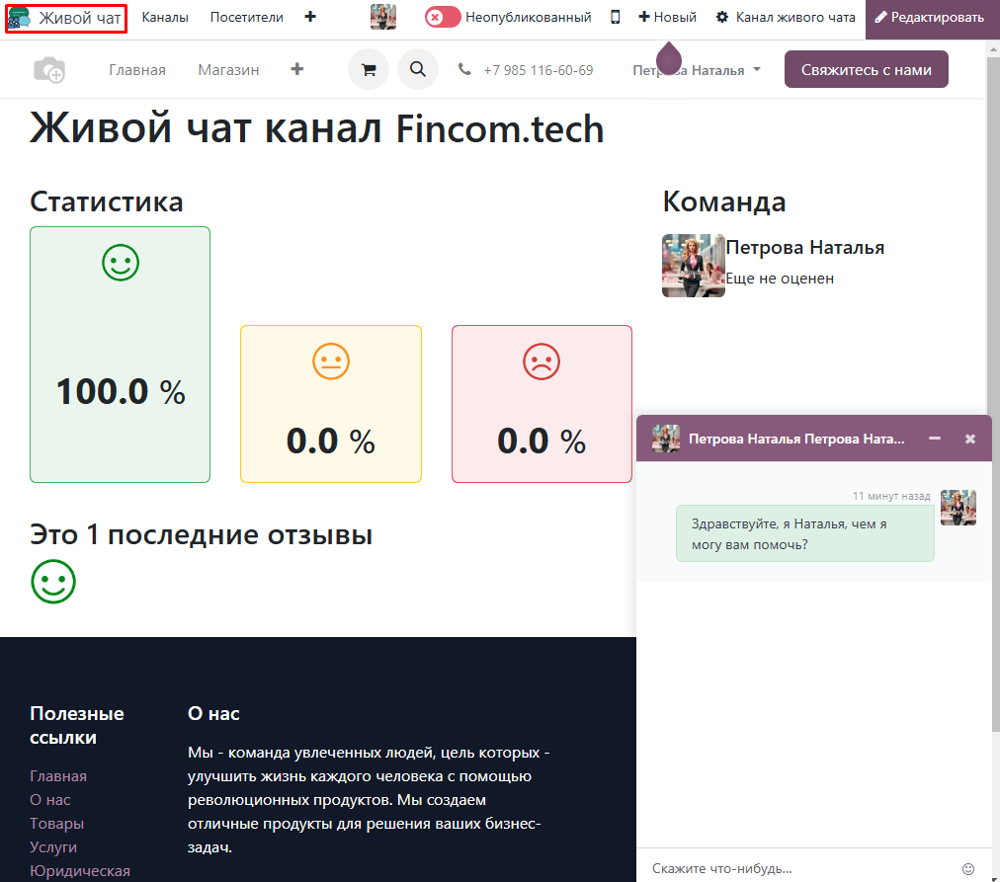 Живой чат Каналы Посетители Неопубликованный Новый Канал живого чата Редактировать
Главная Магазин +7 985 116-60-69 Свяжитесь с нами
Живой чат канал Fincom.tech
Статистика
100.0 %
0.0 %
0.0 %
Команда
Петрова Наталья
Еще не оценен
Это 1 последние отзывы
Петрова Наталья Петрова Ната...
11 минут назад
Здравствуйте, я Наталья, чем я
могу вам помочь?
Скажите что-нибудь...
Полезные
ссылки
Главная
О нас
Товары
Услуги
Юридическая
О нас
Мы - команда увлеченных людей, цель которых -
улучшить жизнь каждого человека с помощью
революционных продуктов. Мы создаем
отличные продукты для решения ваших бизнес-
задач.